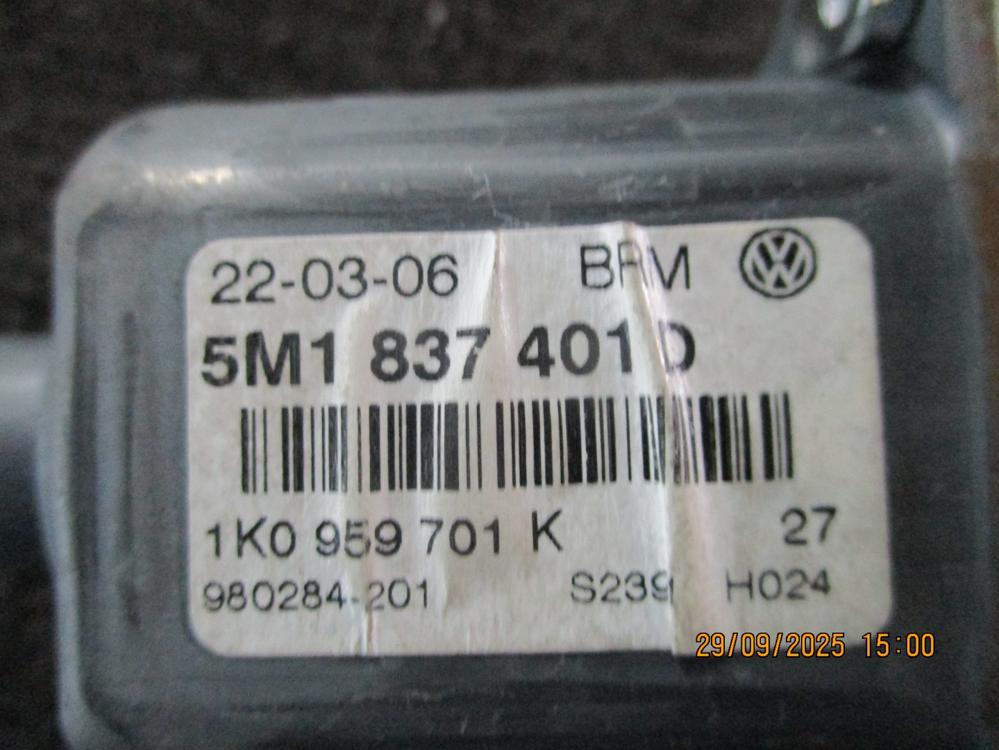 22-03-06 BRM
5M1 837 401 D
1K0 959 701 K 27
980284-201 S239 H024
29/09/2025 15:00